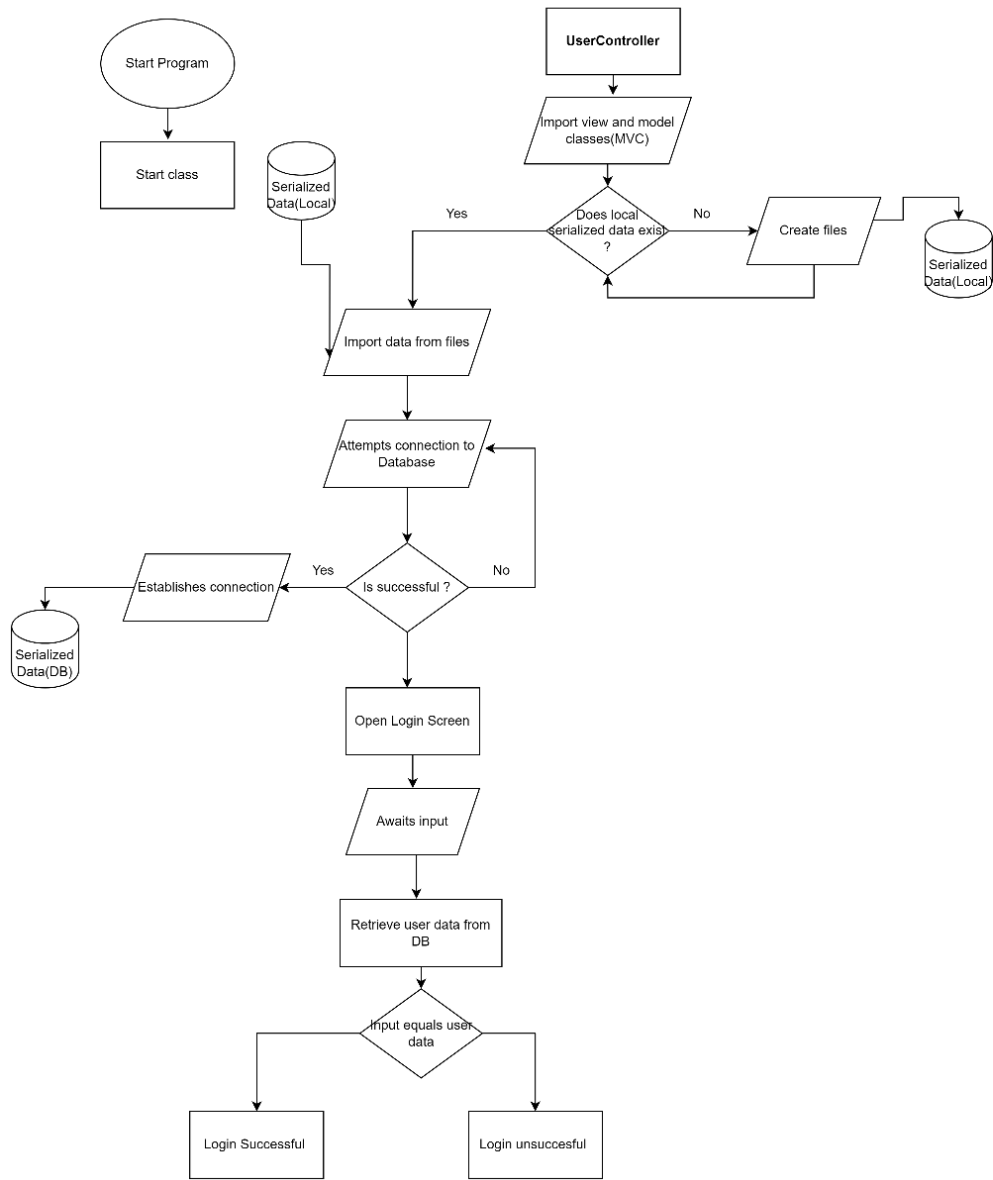 Start Program
UserController
Import view and model
classes(MVC)
Start class
Serialized
Data(Local)
Yes
Does local
serialized data exist
?
No
Create files
Serialized
Data(Local)
Import data from files
Attempts connection to
Database
Establishes connection
Yes
Is successful ?
No
Serialized
Data(DB)
Open Login Screen
Awaits input
Retrieve user data from
DB
Input equals user
data
Login Successful
Login unsuccesful